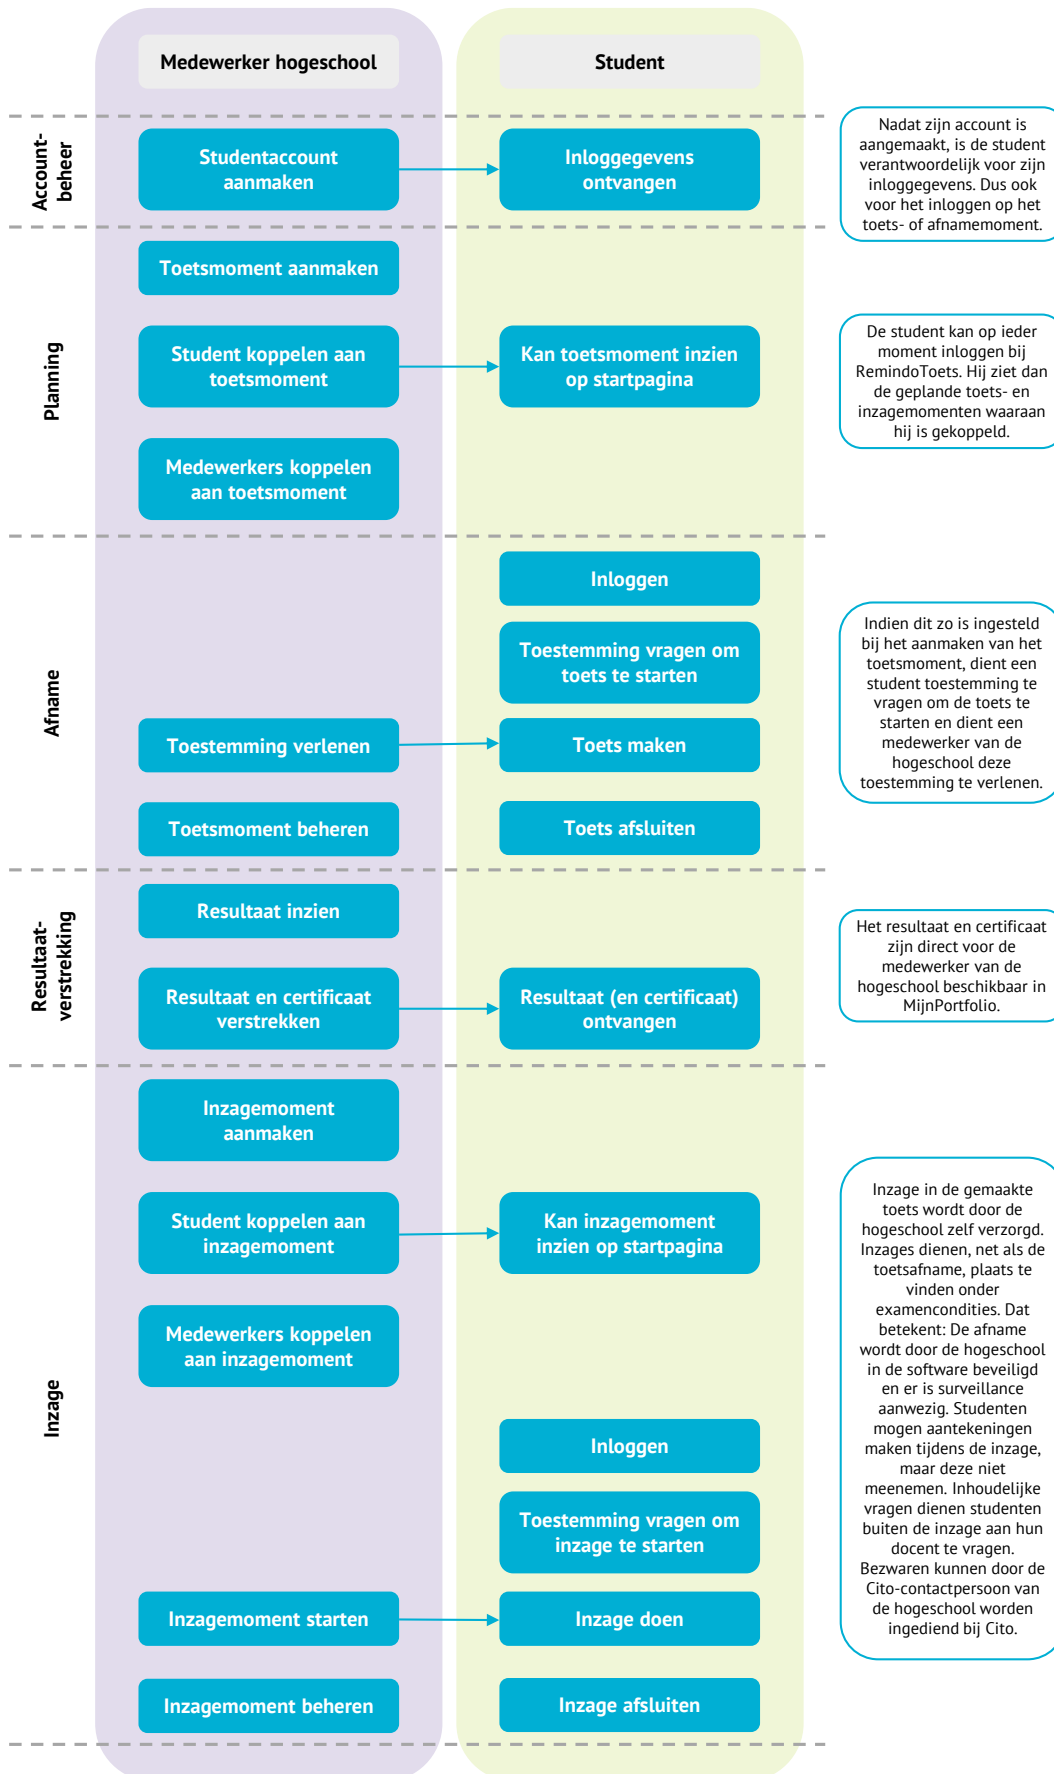 Medewerker hogeschool
Student
Account-
beheer
Studentaccount
aanmaken
Inloggegevens
ontvangen
Nadat zijn account is
aangemaakt, is de student
verantwoordelijk voor zijn
inloggegevens. Dus ook
voor het inloggen op het
toets- of afnamemoment.
Planning
Toetsmoment aanmaken
Student koppelen aan
toetsmoment
Kan toetsmoment inzien
op startpagina
De student kan op ieder
moment inloggen bij
RemindoToets. Hij ziet dan
de geplande toets- en
inzagemomenten waaraan
hij is gekoppeld.
Medewerkers koppelen
aan toetsmoment
Afname
Inloggen
Toestemming vragen om
toets te starten
Toestemming verlenen
Toets maken
Toetsmoment beheren
Toets afsluiten
Indien dit zo is ingesteld
bij het aanmaken van het
toetsmoment, dient een
student toestemming te
vragen om de toets te
starten en dient een
medewerker van de
hogeschool deze
toestemming te verlenen.
Resultaat-
verstrekking
Resultaat inzien
Resultaat en certificaat
verstrekken
Resultaat (en certificaat)
ontvangen
Het resultaat en certificaat
zijn direct voor de
medewerker van de
hogeschool beschikbaar in
MijnPortfolio.
Inzage
Inzagemoment
aanmaken
Student koppelen aan
inzagemoment
Kan inzagemoment
inzien op startpagina
Medewerkers koppelen
aan inzagemoment
Inloggen
Toestemming vragen om
inzage te starten
Inzagemoment starten
Inzage doen
Inzagemoment beheren
Inzage afsluiten
Inzage in de gemaakte
toets wordt door de
hogeschool zelf verzorgd.
Inzages dienen, net als de
toetsafname, plaats te
vinden onder
examencondities. Dat
betekent: De afname
wordt door de hogeschool
in de software beveiligd
en er is surveillance
aanwezig. Studenten
mogen aantekeningen
maken tijdens de inzage,
maar deze niet
meenemen. Inhoudelijke
vragen dienen studenten
buiten de inzage aan hun
docent te vragen.
Bezwaren kunnen door de
Cito-contactpersoon van
de hogeschool worden
ingediend bij Cito.